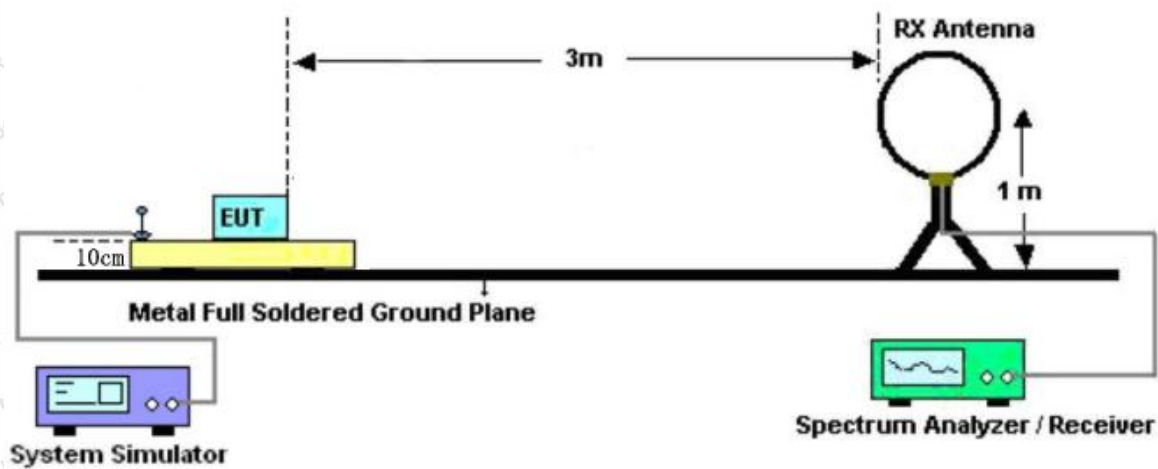 RX Antenna
3m
1 m
EUT
10cm
Metal Full Soldered Ground Plane
System Simulator
Spectrum Analyzer / Receiver